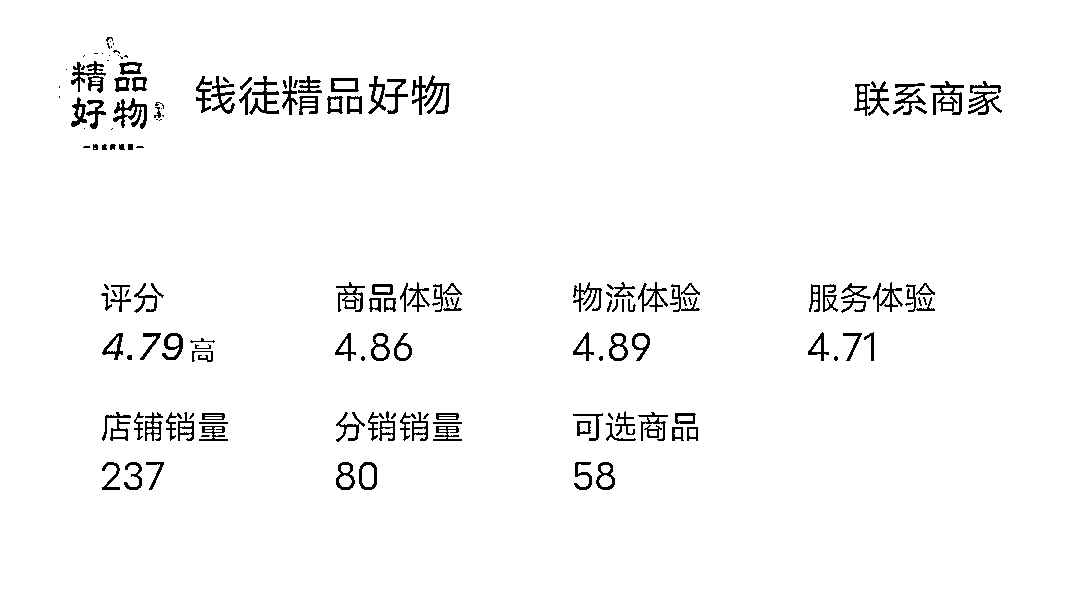 精品
好物
钱徒精品好物
联系商家
评分 商品体验 物流体验 服务体验
4.79高 4.86 4.89 4.71
店铺销量 分销销量 可选商品
237 80 58